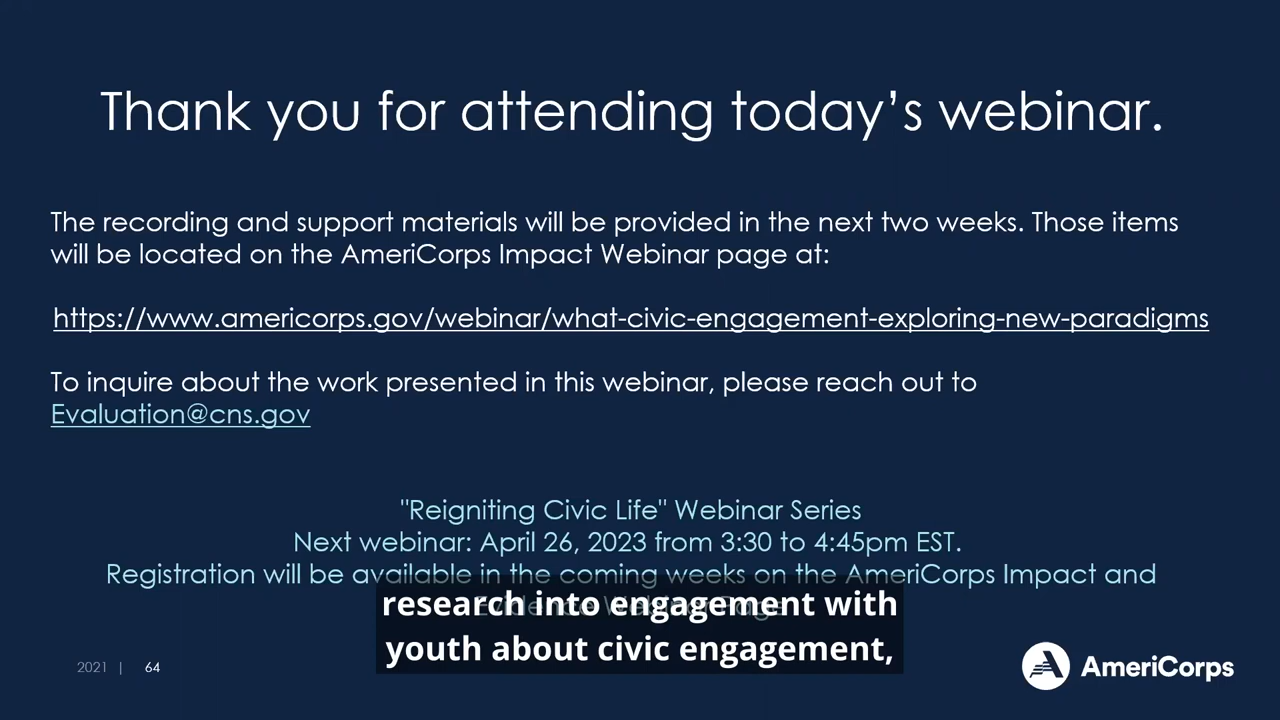 Thank you for attending today’s webinar.
The recording and support materials will be provided in the next two weeks. Those items
will be located on the AmeriCorps Impact Webinar page at:
https://www.americorps.gov/webinar/what-civic-engagement-exploring-new-paradigms
To inquire about the work presented in this webinar, please reach out to
Evaluation@cns.gov
"Reigniting Civic Life" Webinar Series
Next webinar: April 26, 2023 from 3:30 to 4:45pm EST.
Registration will be available in the coming weeks on the AmeriCorps Impact and
research into engagement with
youth about civic engagement,
2021 | 64
AmeriCorps